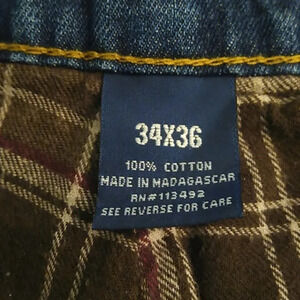 34X36
100% COTTON
MADE IN MADAGASCAR
RN#113492
SEE REVERSE FOR CARE